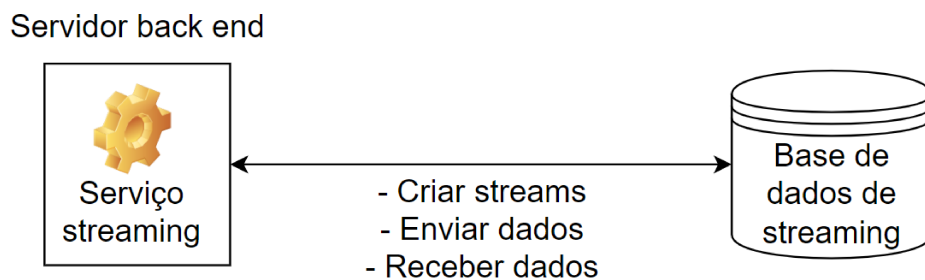 Servidor back end
Serviço
streaming
- Criar streams
- Enviar dados
- Receber dados
Base de
dados de
streaming